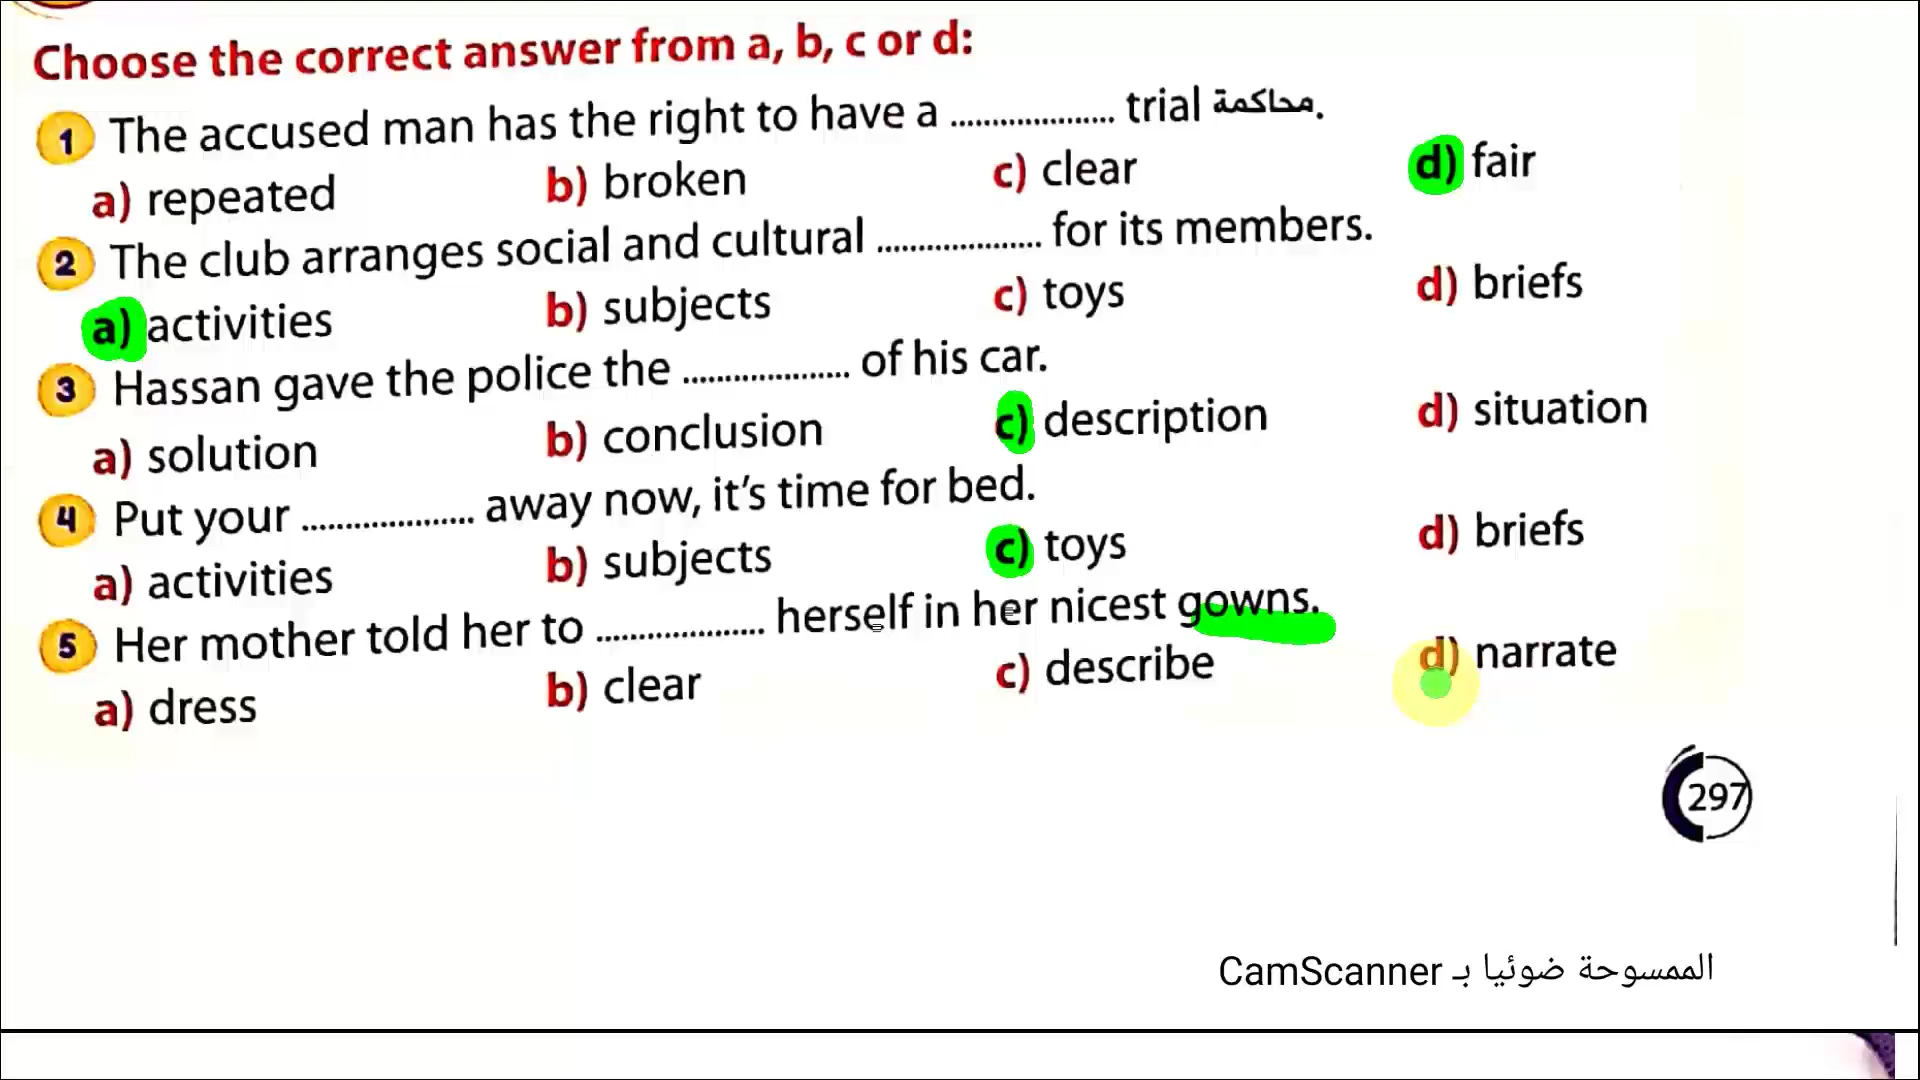 Choose the correct answer from a, b, c or d:
1 The accused man has the right to have a .................... trial محاكمة.
a) repeated b) broken c) clear d) fair
2 The club arranges social and cultural .................... for its members.
a) activities b) subjects c) toys d) briefs
3 Hassan gave the police the .................... of his car.
a) solution b) conclusion c) description d) situation
4 Put your .................... away now, it's time for bed.
a) activities b) subjects c) toys d) briefs
5 Her mother told her to .................... herself in her nicest gowns.
a) dress b) clear c) describe d) narrate
297
الممسوحة ضوئيا بـ CamScanner